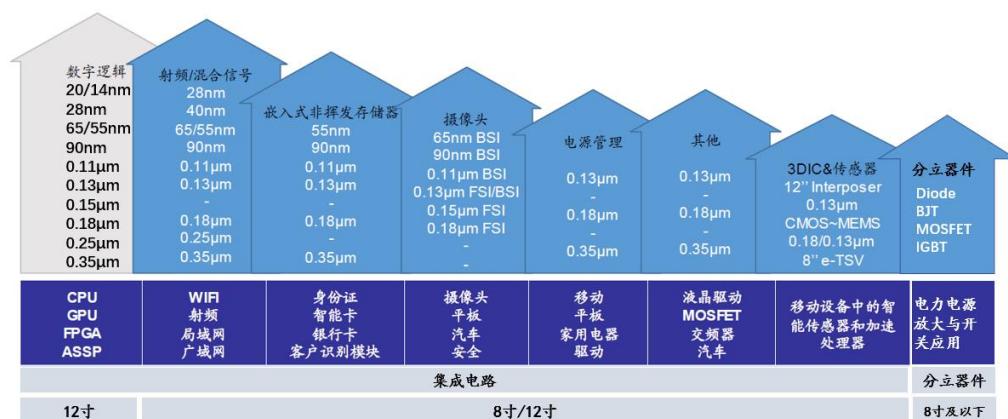 数字逻辑
20/14nm
28nm
65/55nm
90nm
0.11μm
0.13μm
0.15μm
0.18μm
0.25μm
0.35μm
射频/混合信号
28nm
40nm
65/55nm
90nm
0.11μm
0.13μm
-
0.18μm
0.25μm
0.35μm
嵌入式非挥发存储器
55nm
90nm
0.11μm
0.13μm
-
0.18μm
-
0.35μm
摄像头
65nm BSI
90nm BSI
0.11μm BSI
0.13μm FSI/BSI
0.15μm FSI
0.18μm FSI
-
-
电源管理
0.13μm
-
0.18μm
-
0.35μm
其他
0.13μm
-
0.18μm
-
0.35μm
3DIC&传感器
12’’ Interposer
0.13μm
CMOS~MEMS
0.18/0.13μm
8’’ e-TSV
分立器件
Diode
BJT
MOSFET
IGBT
CPU
GPU
FPGA
ASSP
WIFI
射频
局域网
广域网
身份证
智能卡
银行卡
客户识别模块
摄像头
平板
汽车
安全
移动
平板
家用电器
驱动
液晶驱动
MOSFET
交频器
汽车
移动设备中的智
能传感器和加速
处理器
电力电源
放大与开
关应用
集成电路
分立器件
12寸
8寸/12寸
8寸及以下